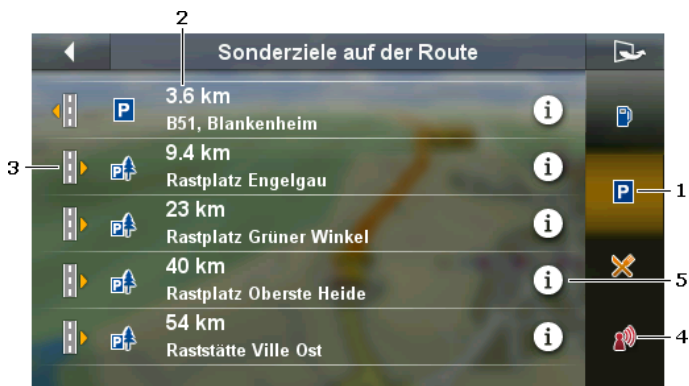 2
Sonderziele auf der Route
P
3.6 km
i
B51, Blankenheim
9.4 km
3
P
i
Rastplatz Engelgau
P
1
23 km
P
i
Rastplatz Grüner Winkel
40 km
P
i
5
Rastplatz Oberste Heide
54 km
P
i
4
Raststätte Ville Ost